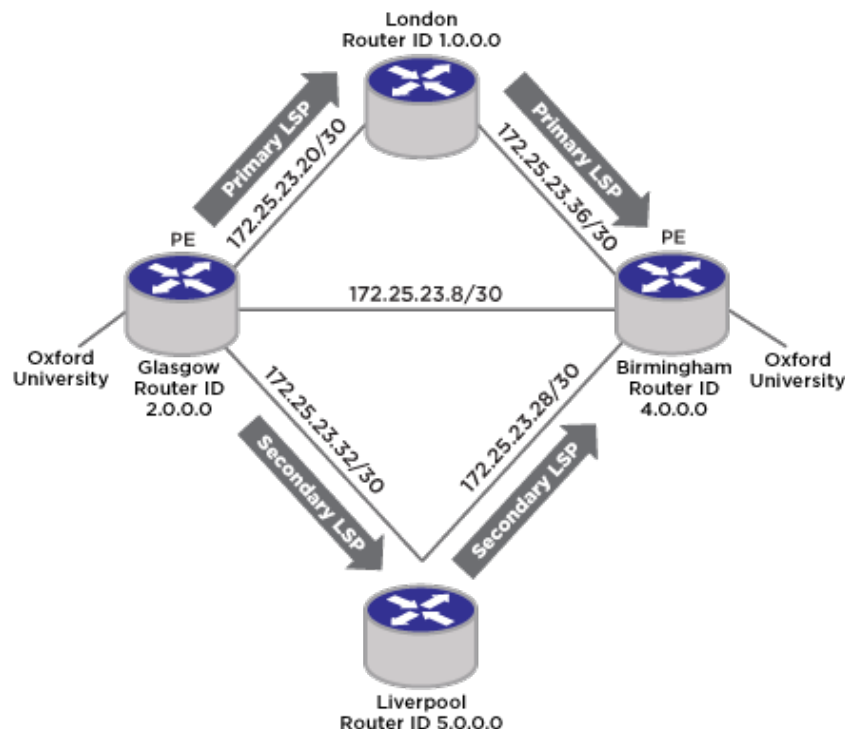 London
Router ID 1.0.0.0
Primary LSP
172.25.23.20/30
Primary LSP
172.25.23.36/30
PE
PE
172.25.23.8/30
Oxford
University
Glasgow
Router ID
2.0.0.0
Birmingham
Router ID
4.0.0.0
Oxford
University
172.25.23.32/30
Secondary LSP
172.25.23.28/30
Secondary LSP
Liverpool
Router ID 5.0.0.0